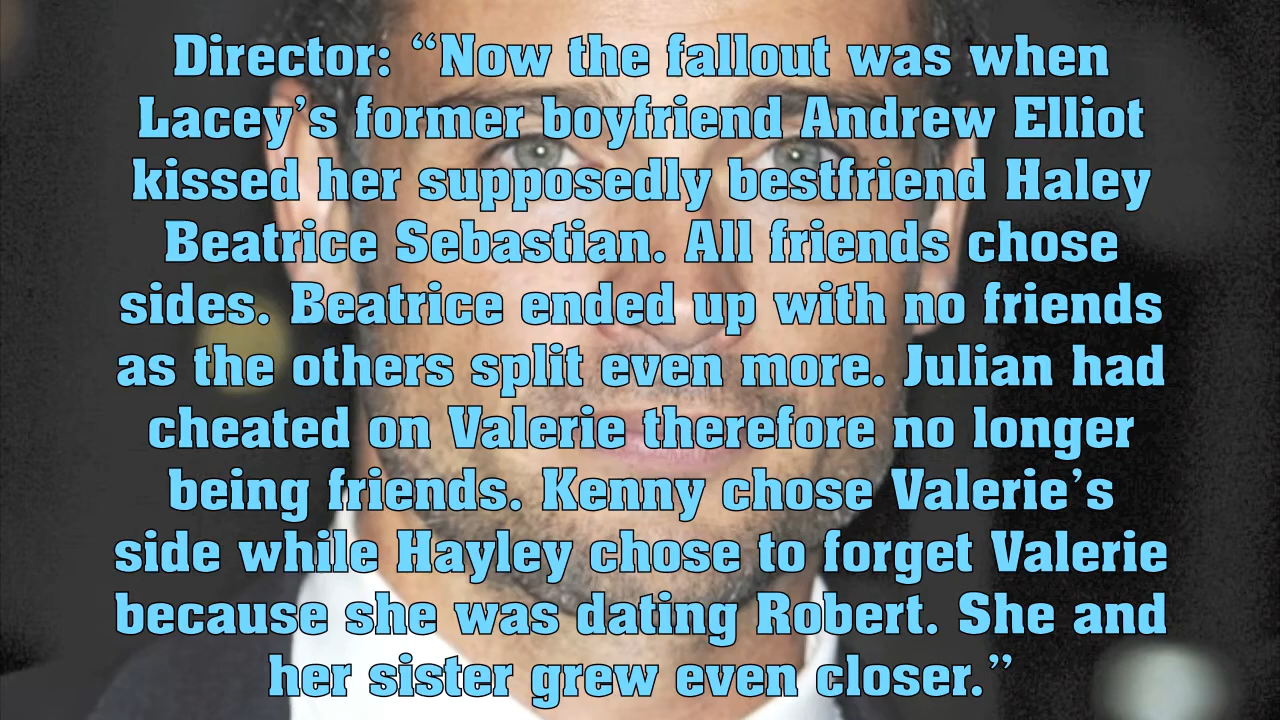 Director: “Now the fallout was when
Lacey’s former boyfriend Andrew Elliot
kissed her supposedly bestfriend Haley
Beatrice Sebastian. All friends chose
sides. Beatrice ended up with no friends
as the others split even more. Julian had
cheated on Valerie therefore no longer
being friends. Kenny chose Valerie’s
side while Hayley chose to forget Valerie
because she was dating Robert. She and
her sister grew even closer.”